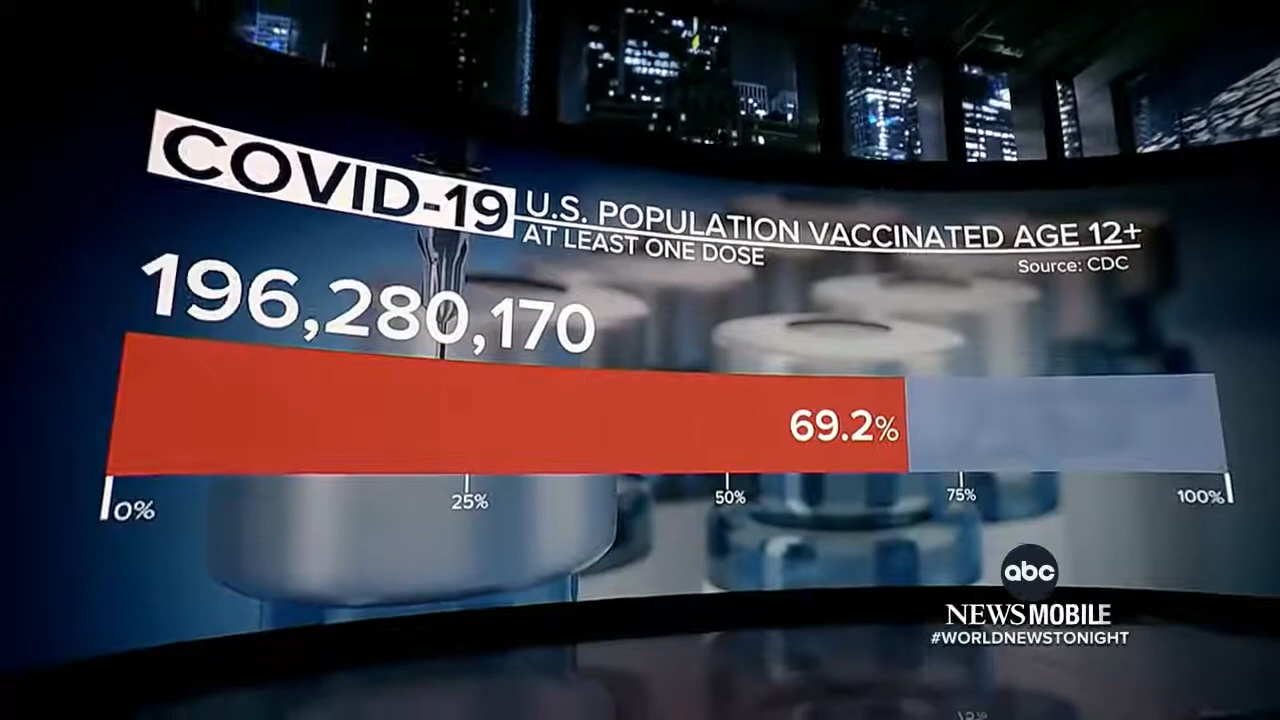 COVID-19
U.S. POPULATION VACCINATED AGE 12+
AT LEAST ONE DOSE
Source: CDC
196,280,170
69.2%
0%
25%
50%
75%
100%
abc
NEWS MOBILE
#WORLDNEWSTONIGHT